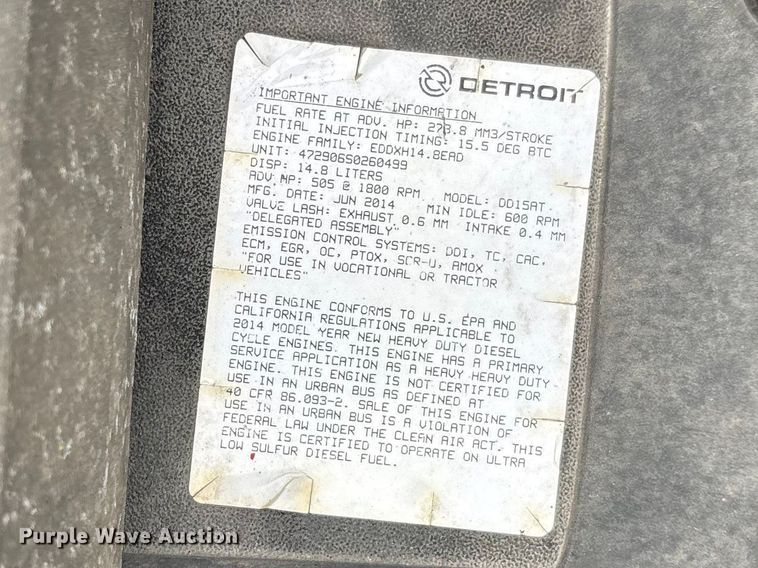 DETROIT
IMPORTANT ENGINE INFORMATION
FUEL RATE AT ADV. HP: 273.8 MM3/STROKE
INITIAL INJECTION TIMING: 15.5 DEG BTC
ENGINE FAMILY: EDDXH14.8EAD
UNIT: 472906S0260499
DISP: 14.8 LITERS
ADV HP: 505 @ 1800 RPM MODEL: DD15AT
MFG. DATE: JUN 2014 MIN IDLE: 600 RPM
VALVE LASH: EXHAUST 0.6 MM INTAKE 0.4 MM
"DELEGATED ASSEMBLY"
EMISSION CONTROL SYSTEMS: DDI, TC, CAC,
ECM, EGR, OC, PTOX, SCR-U, AMOX
"FOR USE IN VOCATIONAL OR TRACTOR
VEHICLES"
THIS ENGINE CONFORMS TO U.S. EPA AND
CALIFORNIA REGULATIONS APPLICABLE TO
2014 MODEL YEAR NEW HEAVY DUTY DIESEL
CYCLE ENGINES. THIS ENGINE HAS A PRIMARY
SERVICE APPLICATION AS A HEAVY HEAVY DUTY
ENGINE. THIS ENGINE IS NOT CERTIFIED FOR
USE IN AN URBAN BUS AS DEFINED AT
40 CFR 86.093-2. SALE OF THIS ENGINE FOR
USE IN AN URBAN BUS IS A VIOLATION OF
FEDERAL LAW UNDER THE CLEAN AIR ACT. THIS
ENGINE IS CERTIFIED TO OPERATE ON ULTRA
LOW SULFUR DIESEL FUEL.
Purple Wave Auction